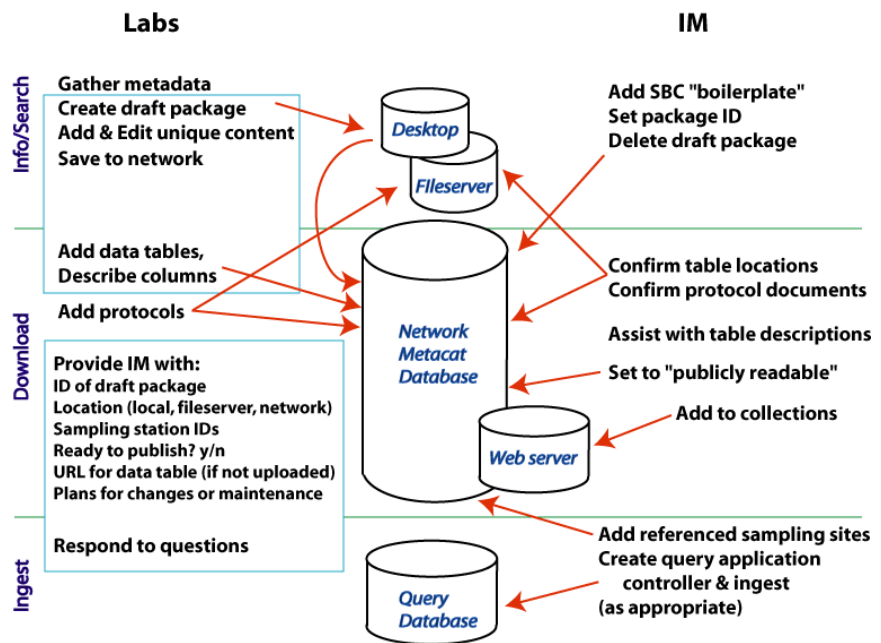 Labs
IM
Info/Search
Gather metadata
Create draft package
Add & Edit unique content
Save to network
Desktop
Fileserver
Add SBC "boilerplate"
Set package ID
Delete draft package
Download
Add data tables,
Describe columns
Add protocols
Network
Metacat
Database
Confirm table locations
Confirm protocol documents
Assist with table descriptions
Set to "publicly readable"
Add to collections
Web server
Provide IM with:
ID of draft package
Location (local, fileserver, network)
Sampling station IDs
Ready to publish? y/n
URL for data table (if not uploaded)
Plans for changes or maintenance
Ingest
Respond to questions
Query
Database
Add referenced sampling sites
Create query application
controller & ingest
(as appropriate)